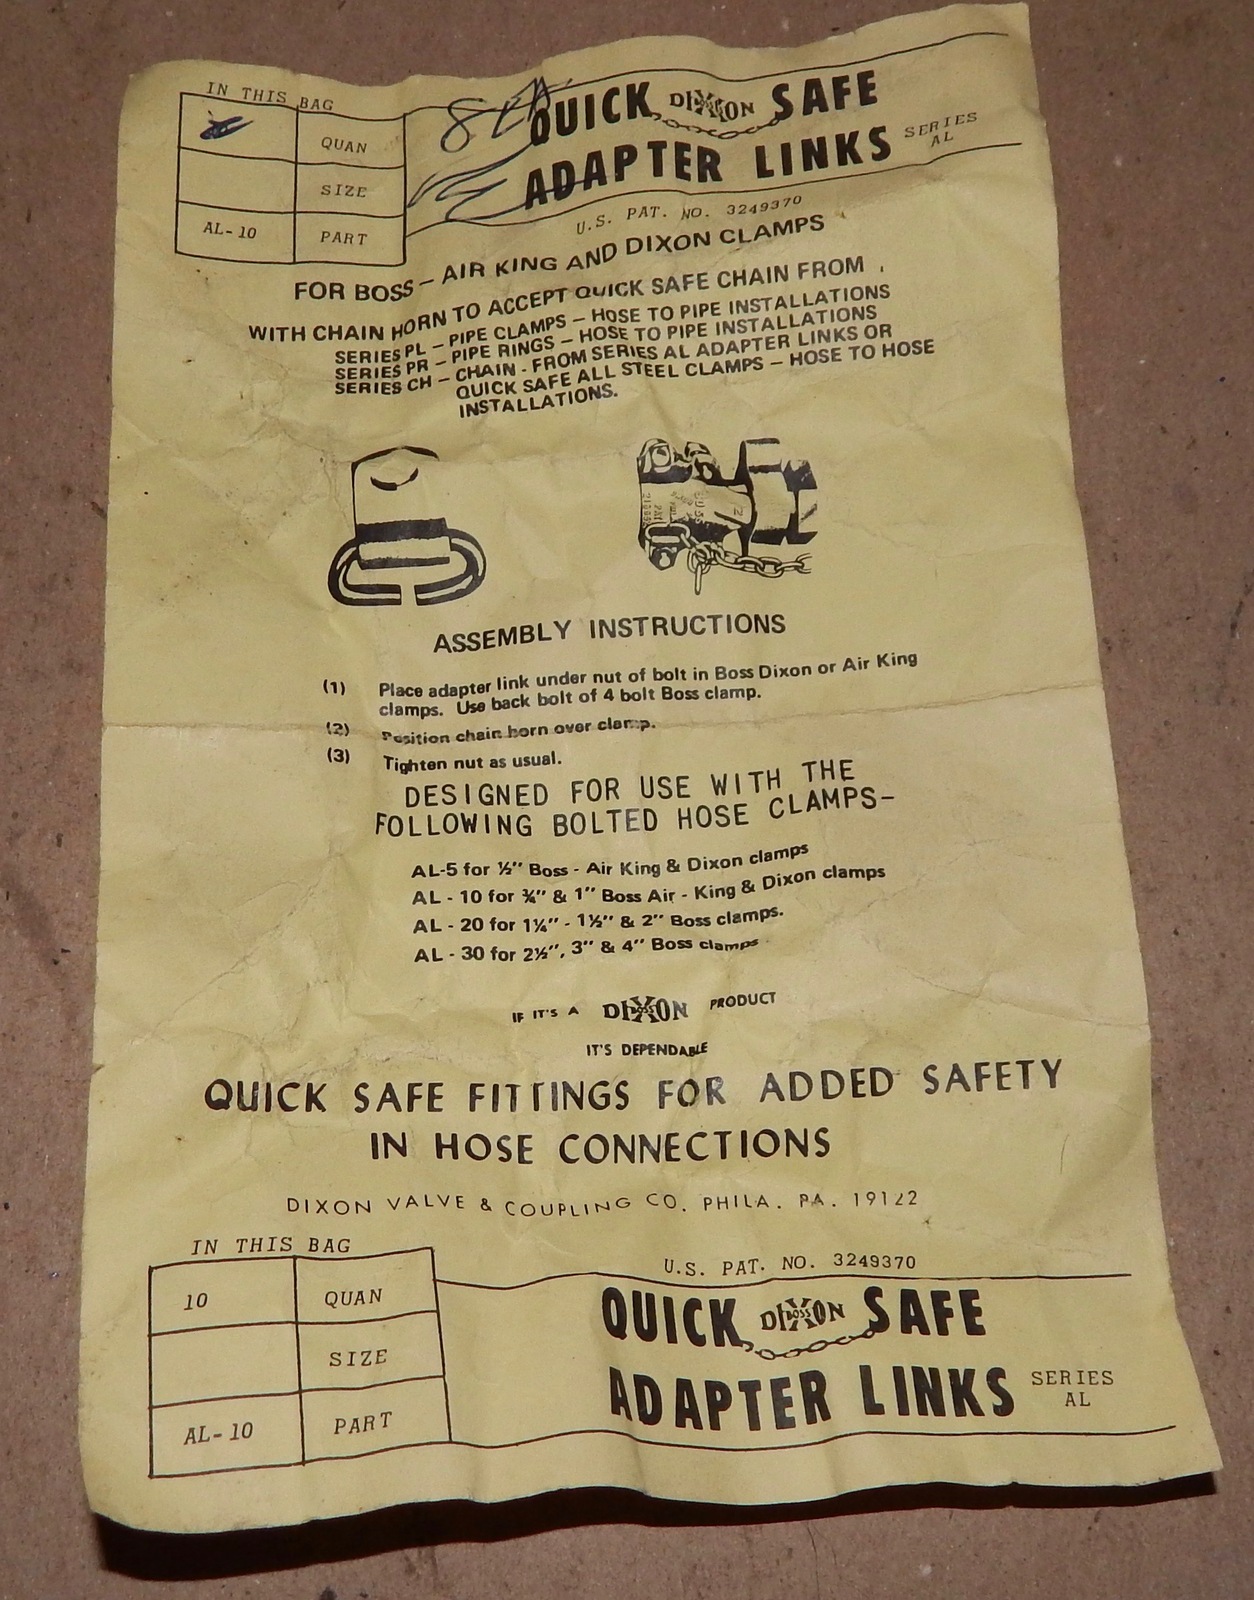 IN THIS BAG
QUAN
SIZE
AL-10 PART
QUICK DIXON SAFE
ADAPTER LINKS SERIES AL
U.S. PAT. NO. 3249370
FOR BOSS – AIR KING AND DIXON CLAMPS
WITH CHAIN HORN TO ACCEPT QUICK SAFE CHAIN FROM
SERIES PL – PIPE CLAMPS – HOSE TO PIPE INSTALLATIONS
SERIES PR – PIPE RINGS – HOSE TO PIPE INSTALLATIONS
SERIES CH – CHAIN - FROM SERIES AL ADAPTER LINKS OR
QUICK SAFE ALL STEEL CLAMPS – HOSE TO HOSE
INSTALLATIONS.
ASSEMBLY INSTRUCTIONS
(1) Place adapter link under nut of bolt in Boss Dixon or Air King
clamps. Use back bolt of 4 bolt Boss clamp.
(2) Position chain horn over clamp.
(3) Tighten nut as usual.
DESIGNED FOR USE WITH THE
FOLLOWING BOLTED HOSE CLAMPS–
AL-5 for ½" Boss - Air King & Dixon clamps
AL - 10 for ¾" & 1" Boss Air - King & Dixon clamps
AL - 20 for 1¼" - 1½" & 2" Boss clamps.
AL - 30 for 2½", 3" & 4" Boss clamps
IF IT'S A DIXON PRODUCT
IT'S DEPENDABLE
QUICK SAFE FITTINGS FOR ADDED SAFETY
IN HOSE CONNECTIONS
DIXON VALVE & COUPLING CO. PHILA. PA. 19122
IN THIS BAG
10 QUAN
SIZE
AL-10 PART
U.S. PAT. NO. 3249370
QUICK DIXON BOSS SAFE
ADAPTER LINKS SERIES AL